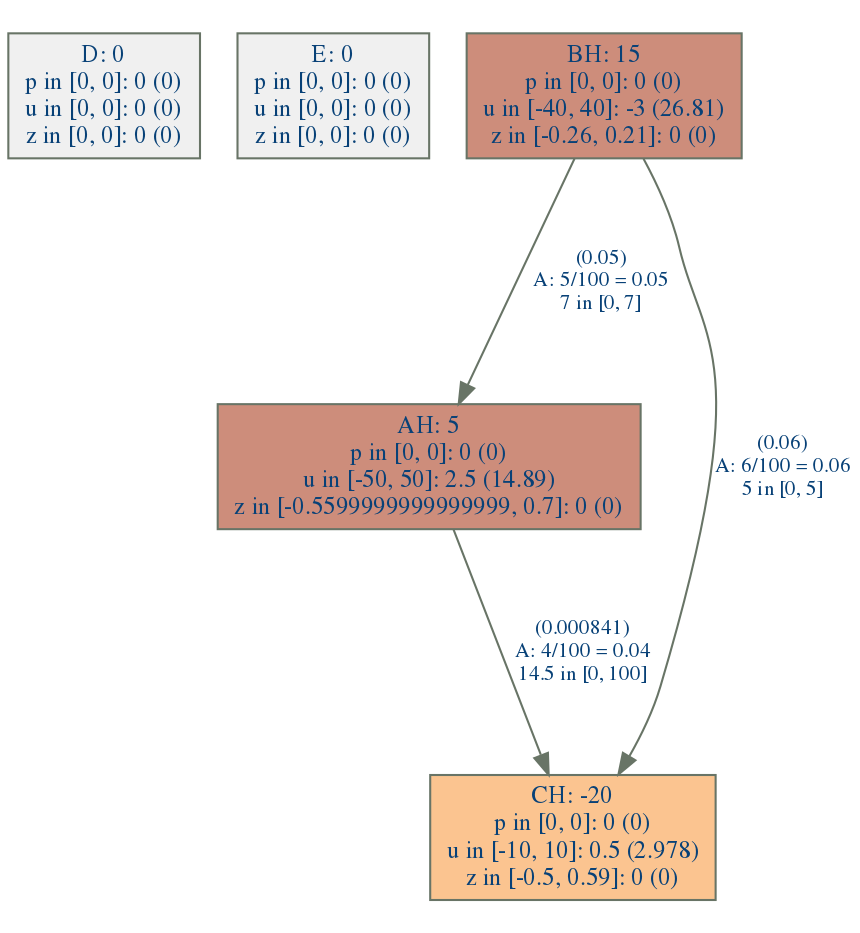 D: 0
p in [0, 0]: 0 (0)
u in [0, 0]: 0 (0)
z in [0, 0]: 0 (0)
E: 0
p in [0, 0]: 0 (0)
u in [0, 0]: 0 (0)
z in [0, 0]: 0 (0)
BH: 15
p in [0, 0]: 0 (0)
u in [-40, 40]: -3 (26.81)
z in [-0.26, 0.21]: 0 (0)
(0.05)
A: 5/100 = 0.05
7 in [0, 7]
AH: 5
p in [0, 0]: 0 (0)
u in [-50, 50]: 2.5 (14.89)
z in [-0.5599999999999999, 0.7]: 0 (0)
(0.06)
A: 6/100 = 0.06
5 in [0, 5]
(0.000841)
A: 4/100 = 0.04
14.5 in [0, 100]
CH: -20
p in [0, 0]: 0 (0)
u in [-10, 10]: 0.5 (2.978)
z in [-0.5, 0.59]: 0 (0)